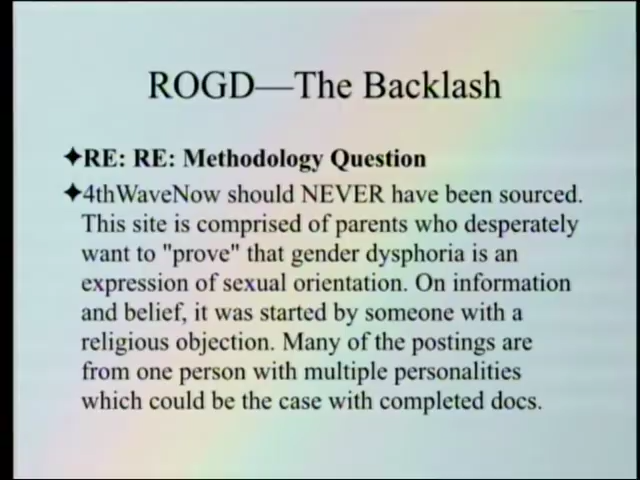 ROGD—The Backlash
✦RE: RE: Methodology Question
✦4thWaveNow should NEVER have been sourced.
This site is comprised of parents who desperately
want to "prove" that gender dysphoria is an
expression of sexual orientation. On information
and belief, it was started by someone with a
religious objection. Many of the postings are
from one person with multiple personalities
which could be the case with completed docs.